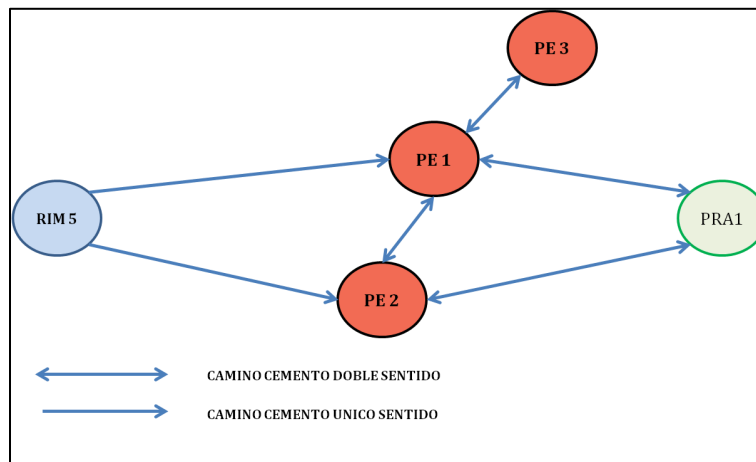 PE 3
PE 1
RIM 5
PRA1
PE 2
CAMINO CEMENTO DOBLE SENTIDO
CAMINO CEMENTO UNICO SENTIDO